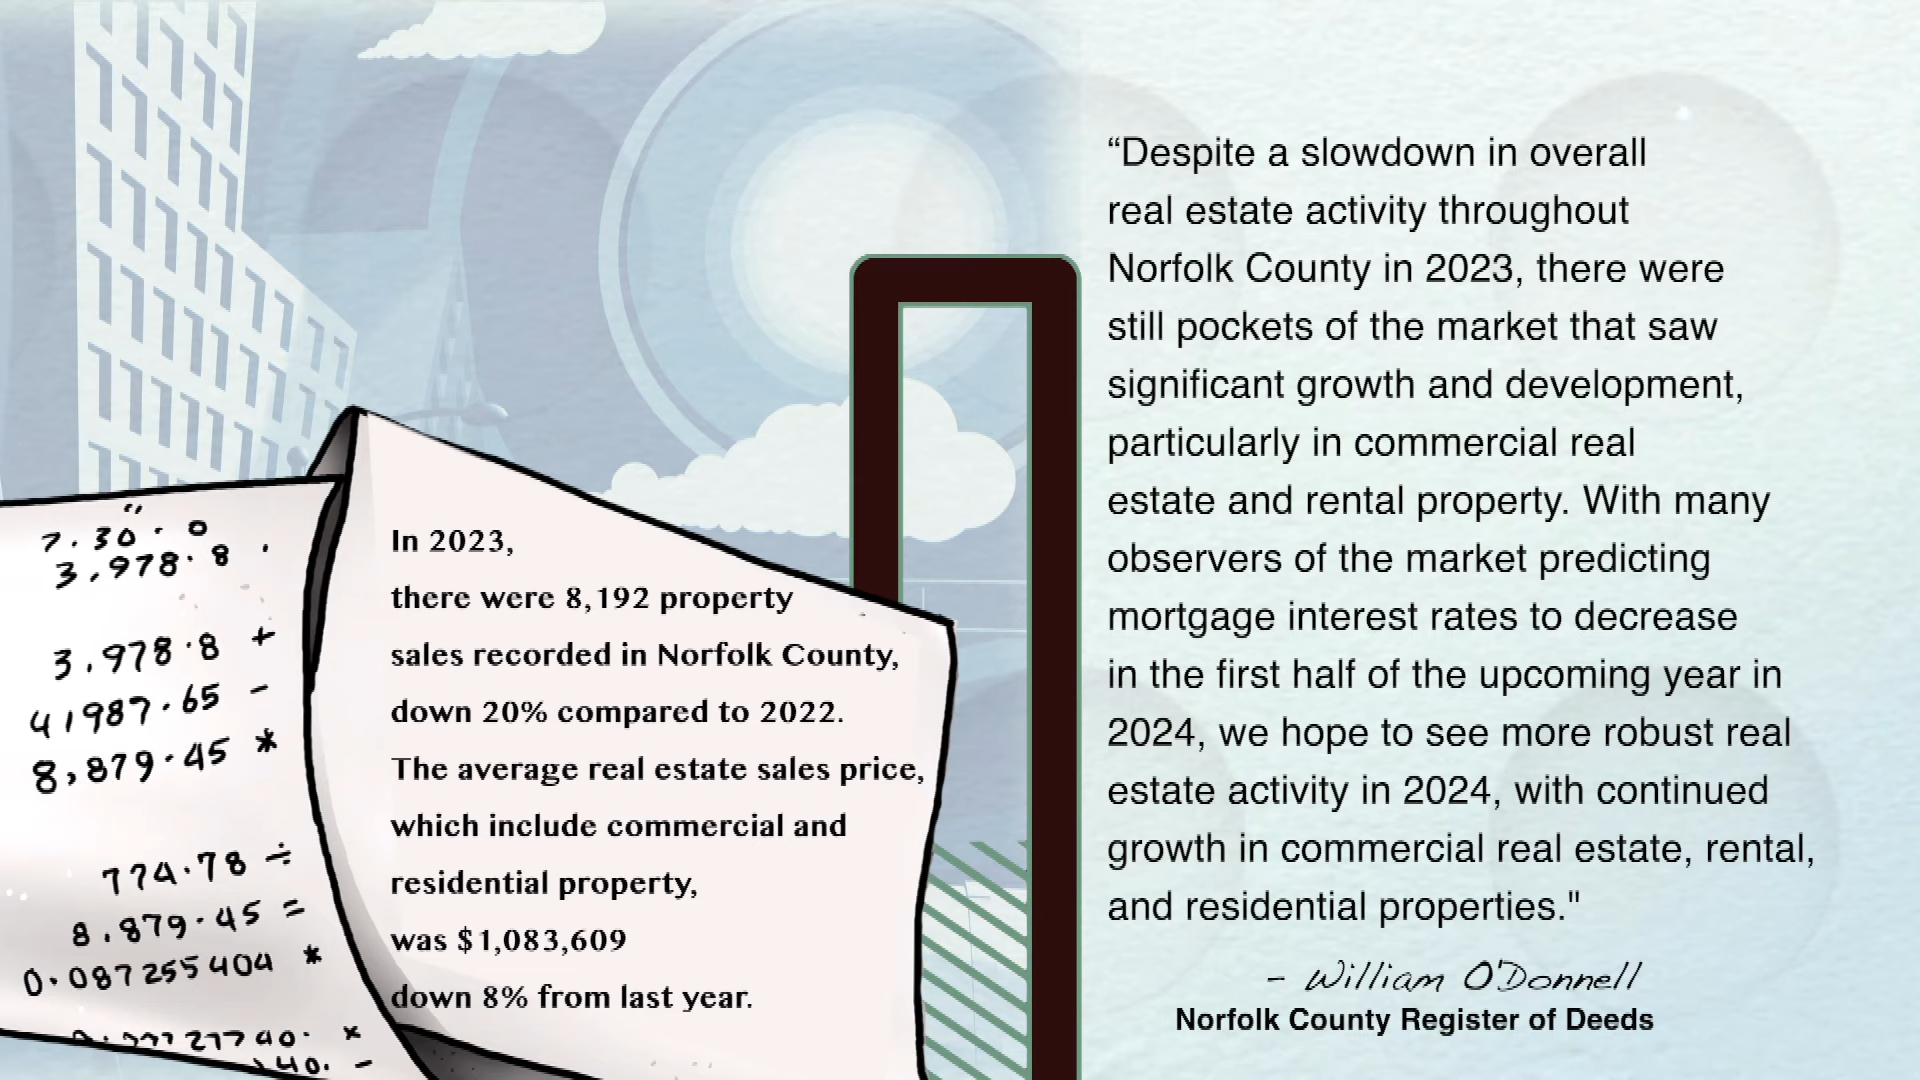 7.30.0
3,978.8 .
3,978.8 +
41987.65 -
8,879.45 *
774.78 ÷
8.879.45 =
0.087255404 *
In 2023,
there were 8,192 property
sales recorded in Norfolk County,
down 20% compared to 2022.
The average real estate sales price,
which include commercial and
residential property,
was $1,083,609
down 8% from last year.
“Despite a slowdown in overall
real estate activity throughout
Norfolk County in 2023, there were
still pockets of the market that saw
significant growth and development,
particularly in commercial real
estate and rental property. With many
observers of the market predicting
mortgage interest rates to decrease
in the first half of the upcoming year in
2024, we hope to see more robust real
estate activity in 2024, with continued
growth in commercial real estate, rental,
and residential properties."
- William O'Donnell
Norfolk County Register of Deeds